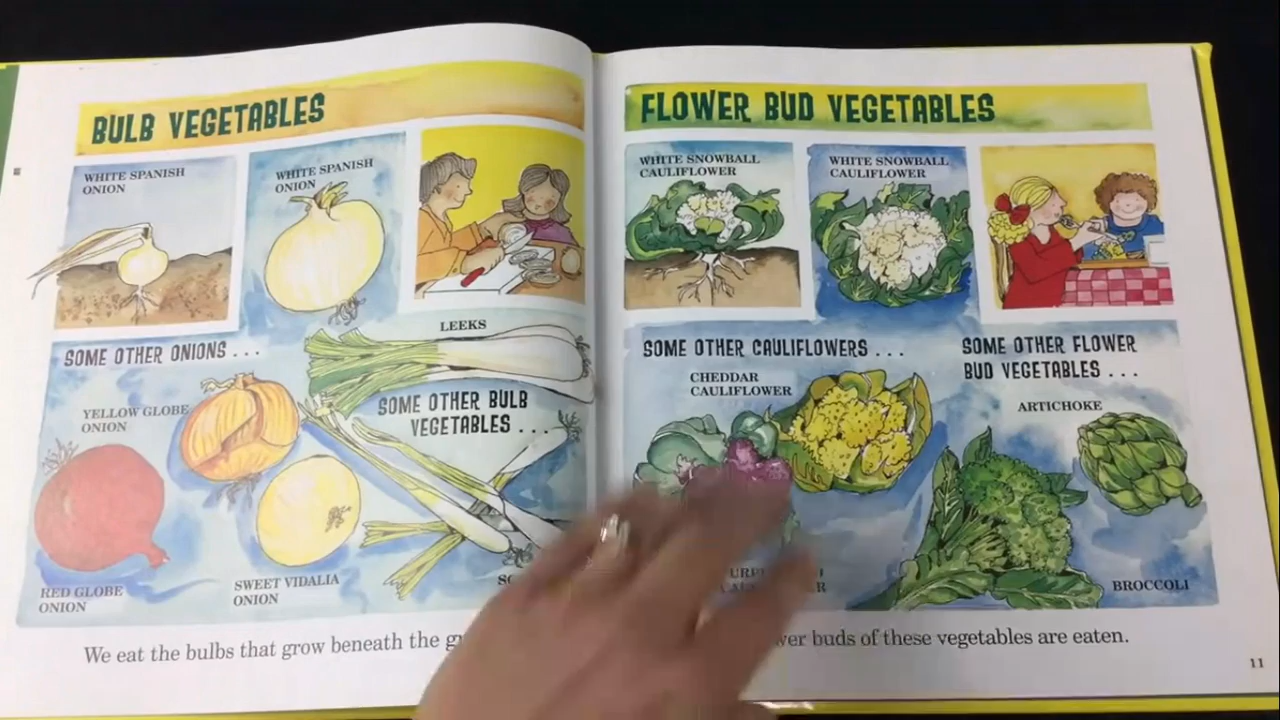 BULB VEGETABLES
WHITE SPANISH
ONION
WHITE SPANISH
ONION
LEEKS
SOME OTHER ONIONS . . .
YELLOW GLOBE
ONION
SOME OTHER BULB
VEGETABLES . . .
RED GLOBE
ONION
SWEET VIDALIA
ONION
We eat the bulbs that grow beneath the
FLOWER BUD VEGETABLES
WHITE SNOWBALL
CAULIFLOWER
WHITE SNOWBALL
CAULIFLOWER
SOME OTHER CAULIFLOWERS . . .
CHEDDAR
CAULIFLOWER
SOME OTHER FLOWER
BUD VEGETABLES . . .
ARTICHOKE
BROCCOLI
buds of these vegetables are eaten.
11